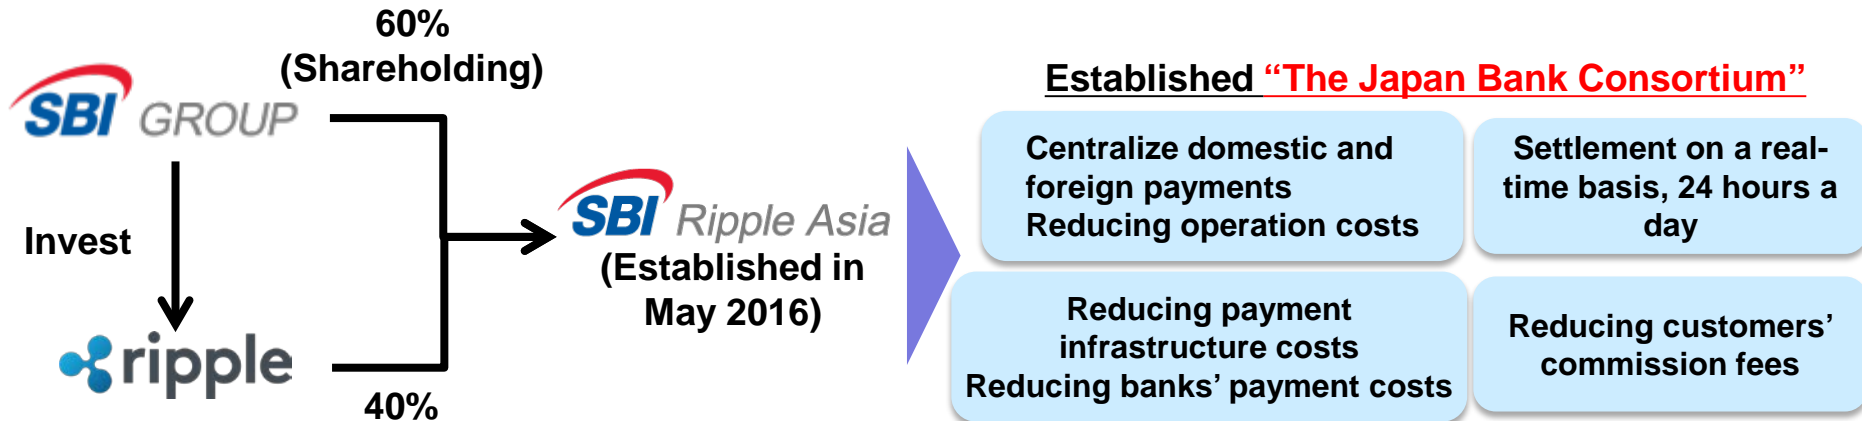 60%
(Shareholding)
SBI GROUP
Invest
ripple
40%
SBI Ripple Asia
(Established in
May 2016)
Established “The Japan Bank Consortium”
Centralize domestic and
foreign payments
Reducing operation costs
Settlement on a real-
time basis, 24 hours a
day
Reducing payment
infrastructure costs
Reducing banks’ payment costs
Reducing customers’
commission fees